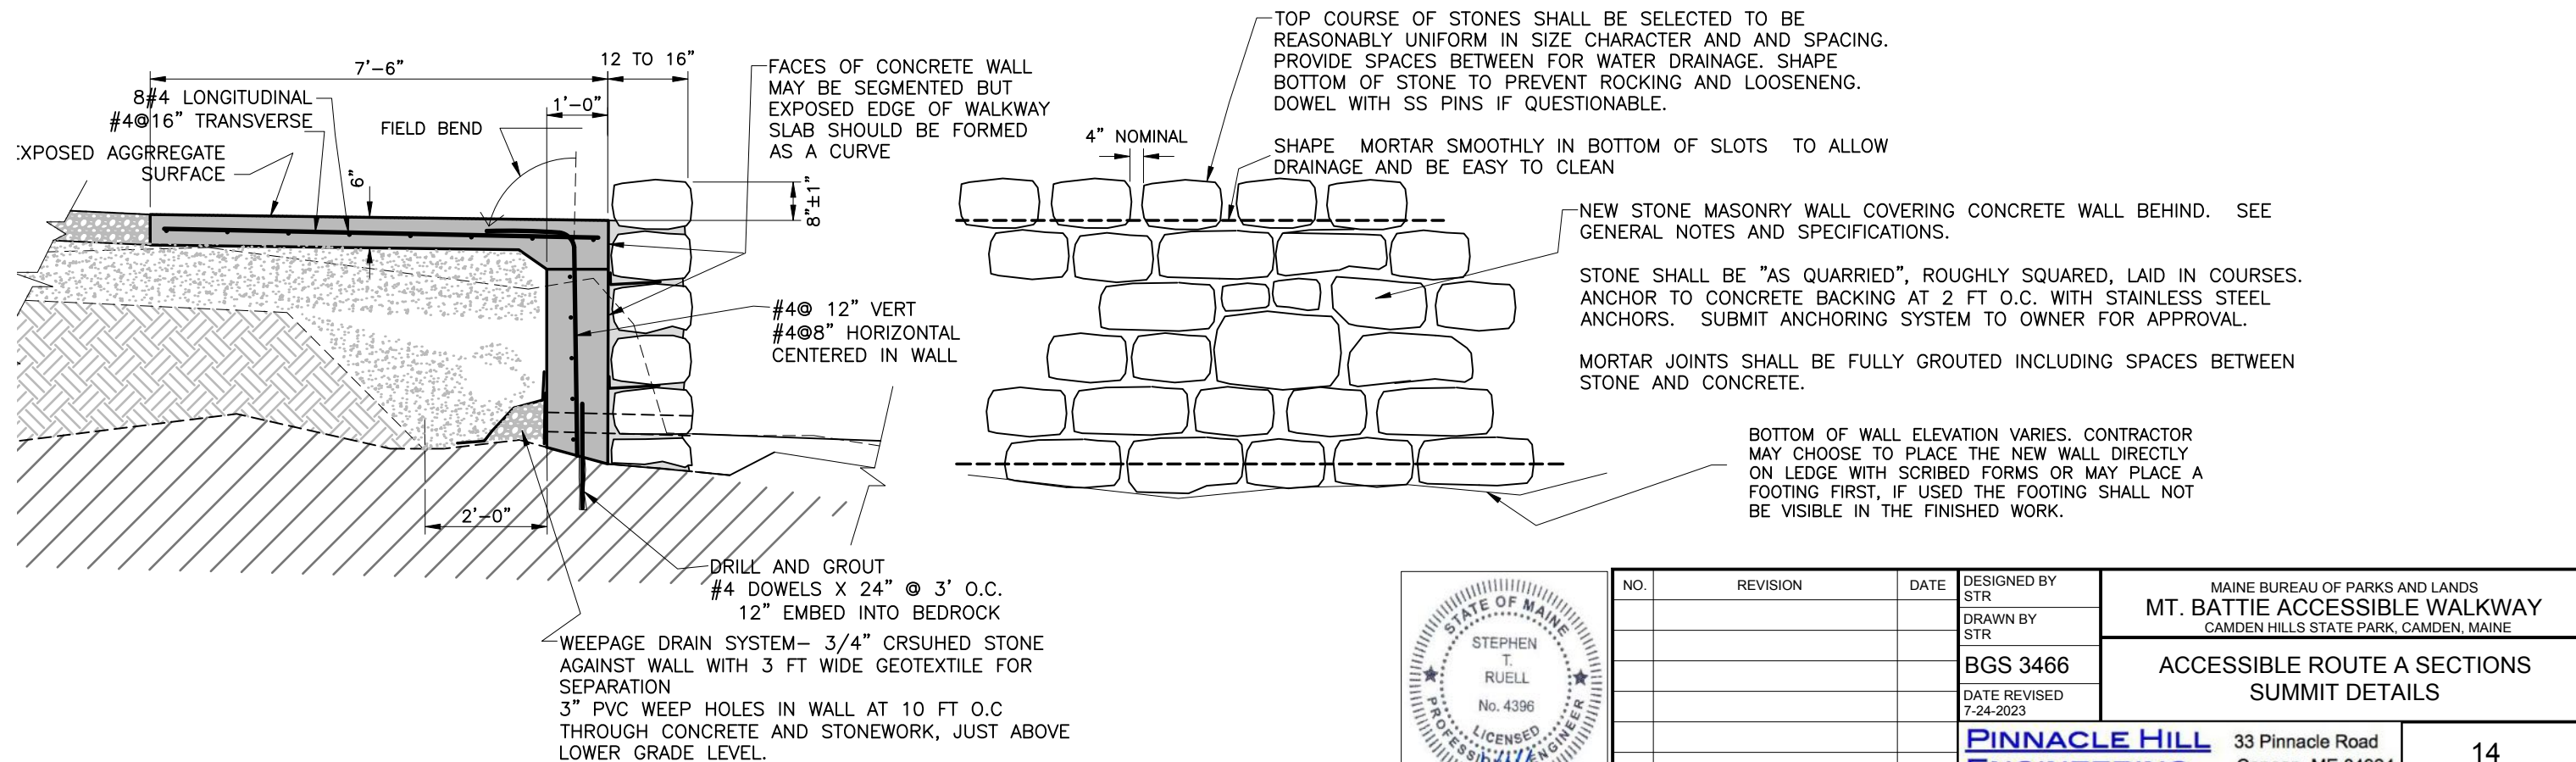 7'-6"
12 TO 16"
8#4 LONGITUDINAL
#4@16" TRANSVERSE
1'-0"
FIELD BEND
EXPOSED AGGRREGATE
SURFACE
6"
FACES OF CONCRETE WALL
MAY BE SEGMENTED BUT
EXPOSED EDGE OF WALKWAY
SLAB SHOULD BE FORMED
AS A CURVE
8"±1"
#4@ 12" VERT
#4@8" HORIZONTAL
CENTERED IN WALL
2'-0"
DRILL AND GROUT
#4 DOWELS X 24" @ 3' O.C.
12" EMBED INTO BEDROCK
WEEPAGE DRAIN SYSTEM– 3/4" CRSUHED STONE
AGAINST WALL WITH 3 FT WIDE GEOTEXTILE FOR
SEPARATION
3" PVC WEEP HOLES IN WALL AT 10 FT O.C
THROUGH CONCRETE AND STONEWORK, JUST ABOVE
LOWER GRADE LEVEL.
TOP COURSE OF STONES SHALL BE SELECTED TO BE
REASONABLY UNIFORM IN SIZE CHARACTER AND AND SPACING.
PROVIDE SPACES BETWEEN FOR WATER DRAINAGE. SHAPE
BOTTOM OF STONE TO PREVENT ROCKING AND LOOSENENG.
DOWEL WITH SS PINS IF QUESTIONABLE.
4" NOMINAL
SHAPE MORTAR SMOOTHLY IN BOTTOM OF SLOTS TO ALLOW
DRAINAGE AND BE EASY TO CLEAN
NEW STONE MASONRY WALL COVERING CONCRETE WALL BEHIND. SEE
GENERAL NOTES AND SPECIFICATIONS.
STONE SHALL BE "AS QUARRIED", ROUGHLY SQUARED, LAID IN COURSES.
ANCHOR TO CONCRETE BACKING AT 2 FT O.C. WITH STAINLESS STEEL
ANCHORS. SUBMIT ANCHORING SYSTEM TO OWNER FOR APPROVAL.
MORTAR JOINTS SHALL BE FULLY GROUTED INCLUDING SPACES BETWEEN
STONE AND CONCRETE.
BOTTOM OF WALL ELEVATION VARIES. CONTRACTOR
MAY CHOOSE TO PLACE THE NEW WALL DIRECTLY
ON LEDGE WITH SCRIBED FORMS OR MAY PLACE A
FOOTING FIRST, IF USED THE FOOTING SHALL NOT
BE VISIBLE IN THE FINISHED WORK.
STATE OF MAINE
STEPHEN
T.
RUELL
No. 4396
LICENSED
PROFESSIONAL ENGINEER
NO. REVISION DATE
DESIGNED BY
STR
DRAWN BY
STR
BGS 3466
DATE REVISED
7-24-2023
MAINE BUREAU OF PARKS AND LANDS
MT. BATTIE ACCESSIBLE WALKWAY
CAMDEN HILLS STATE PARK, CAMDEN, MAINE
ACCESSIBLE ROUTE A SECTIONS
SUMMIT DETAILS
PINNACLE HILL
33 Pinnacle Road
14